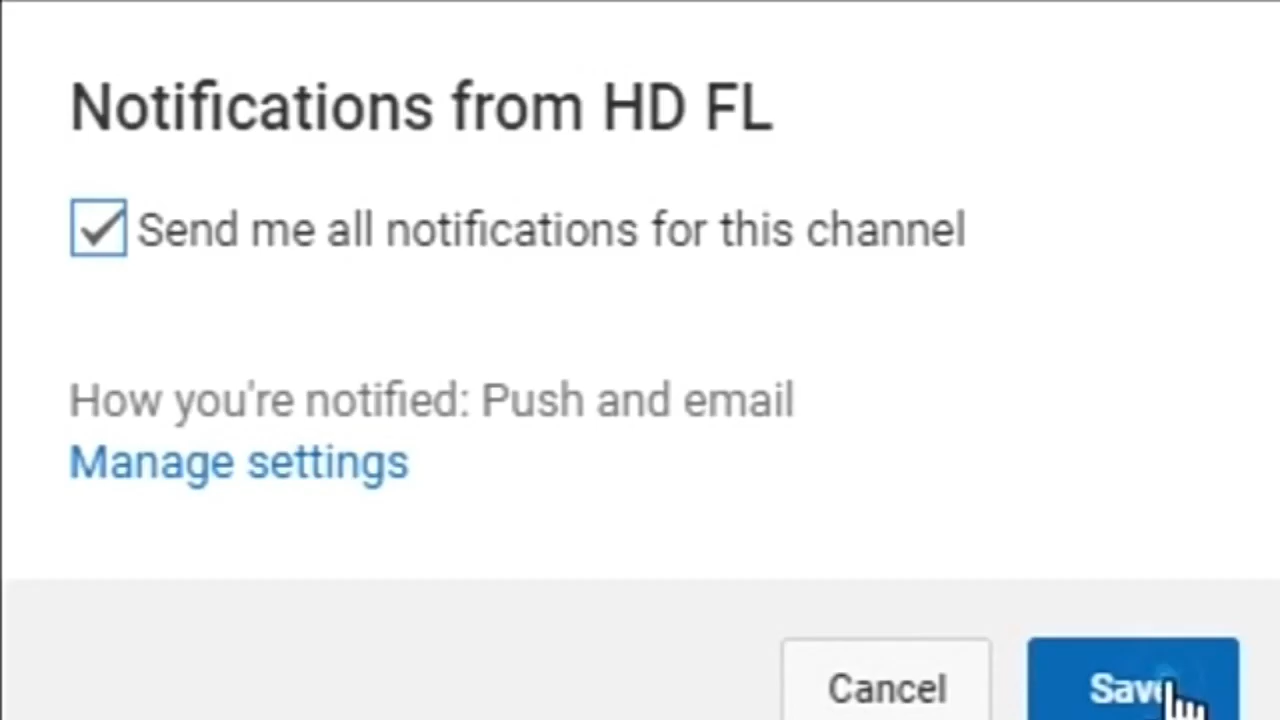 Notifications from HD FL
Send me all notifications for this channel
How you're notified: Push and email
Manage settings
Cancel
Save